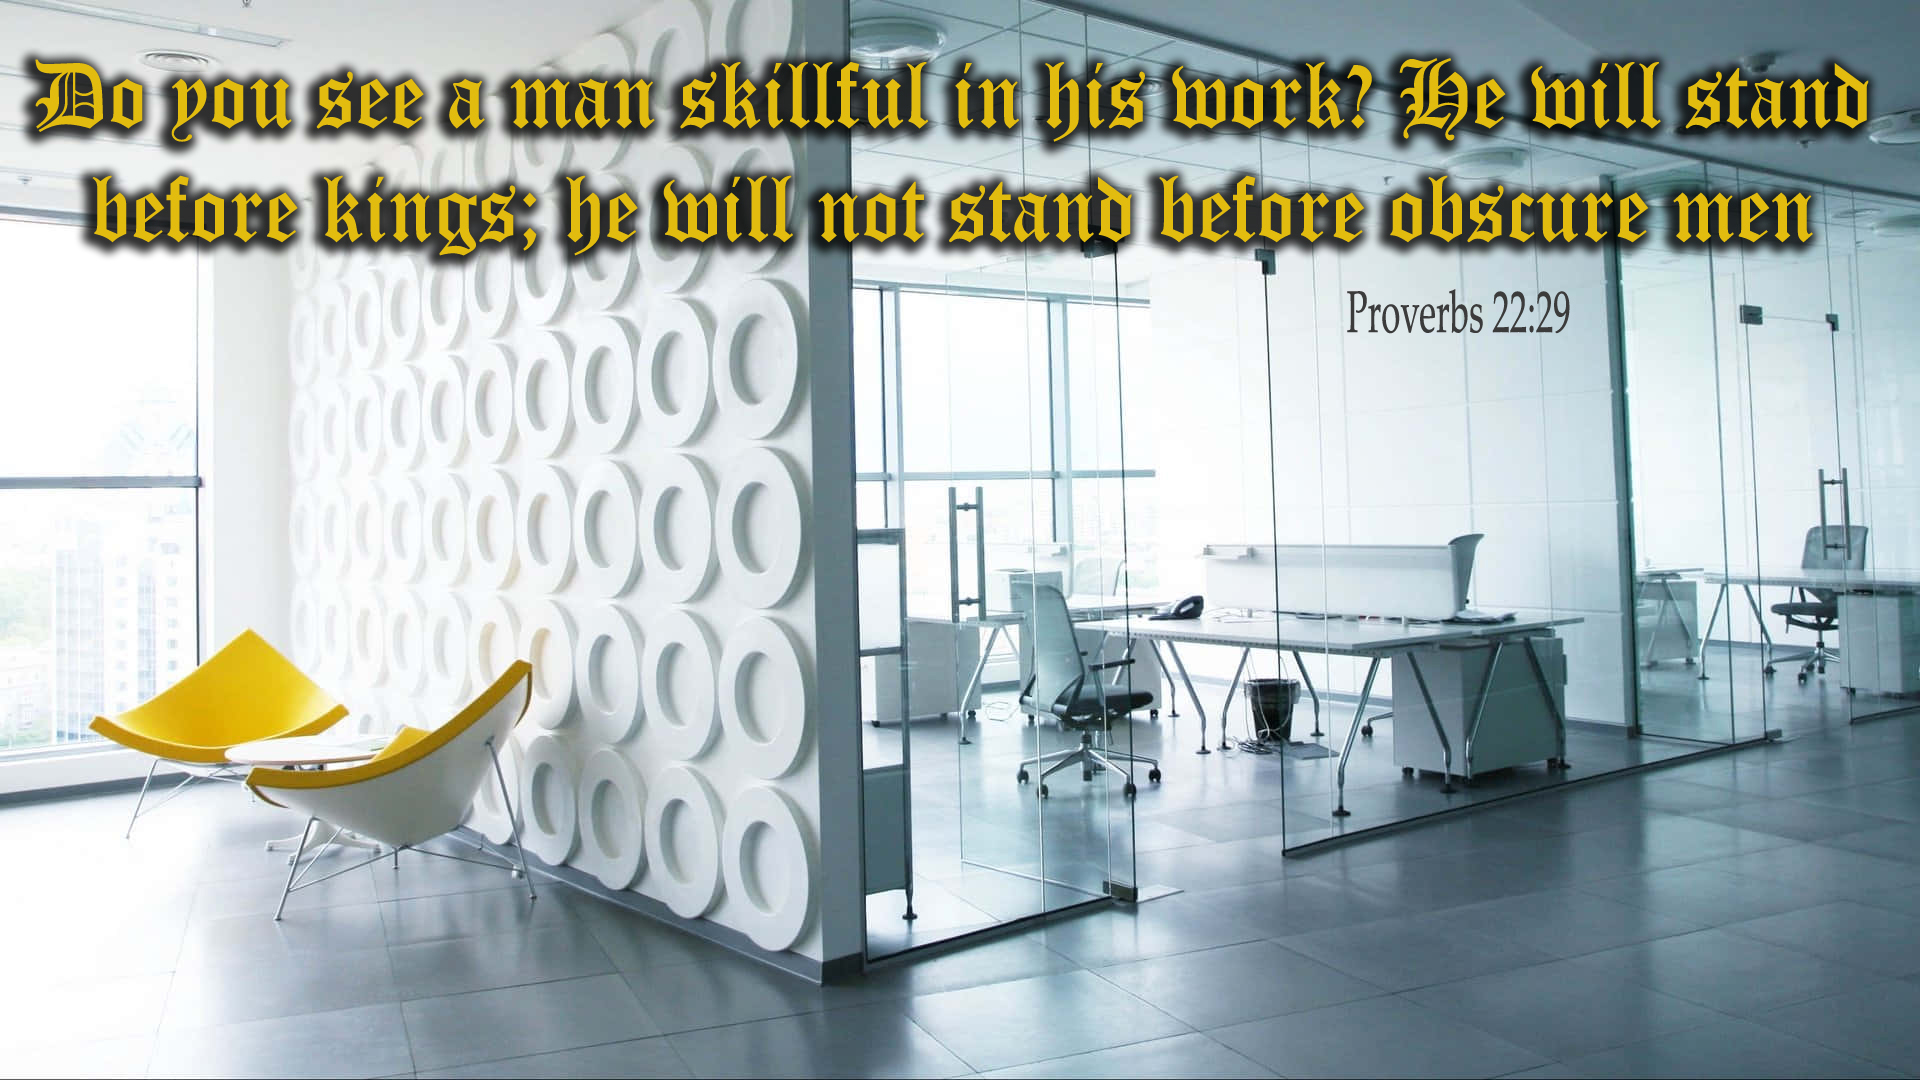 Do you see a man skillful in his work? He will stand
before kings; he will not stand before obscure men
Proverbs 22:29